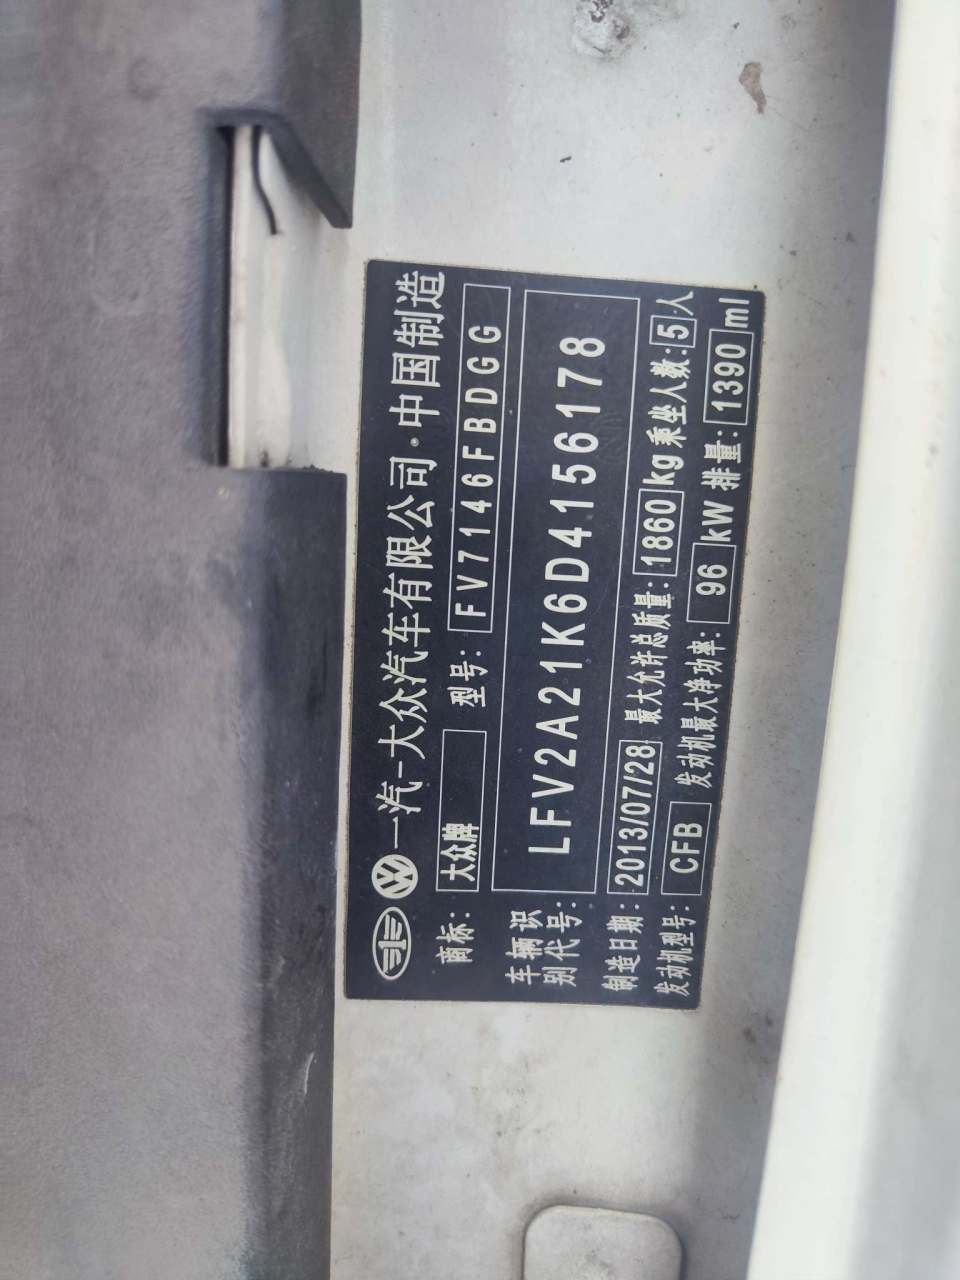 一汽-大众汽车有限公司·中国制造
商标: 大众牌 型号: FV7146FBDGG
车辆识别代号: LFV2A21K6D4156178
制造日期: 2013/07/28 最大允许总质量: 1860 kg 乘坐人数: 5 人
发动机型号: CFB 发动机最大净功率: 96 kW 排量: 1390 ml